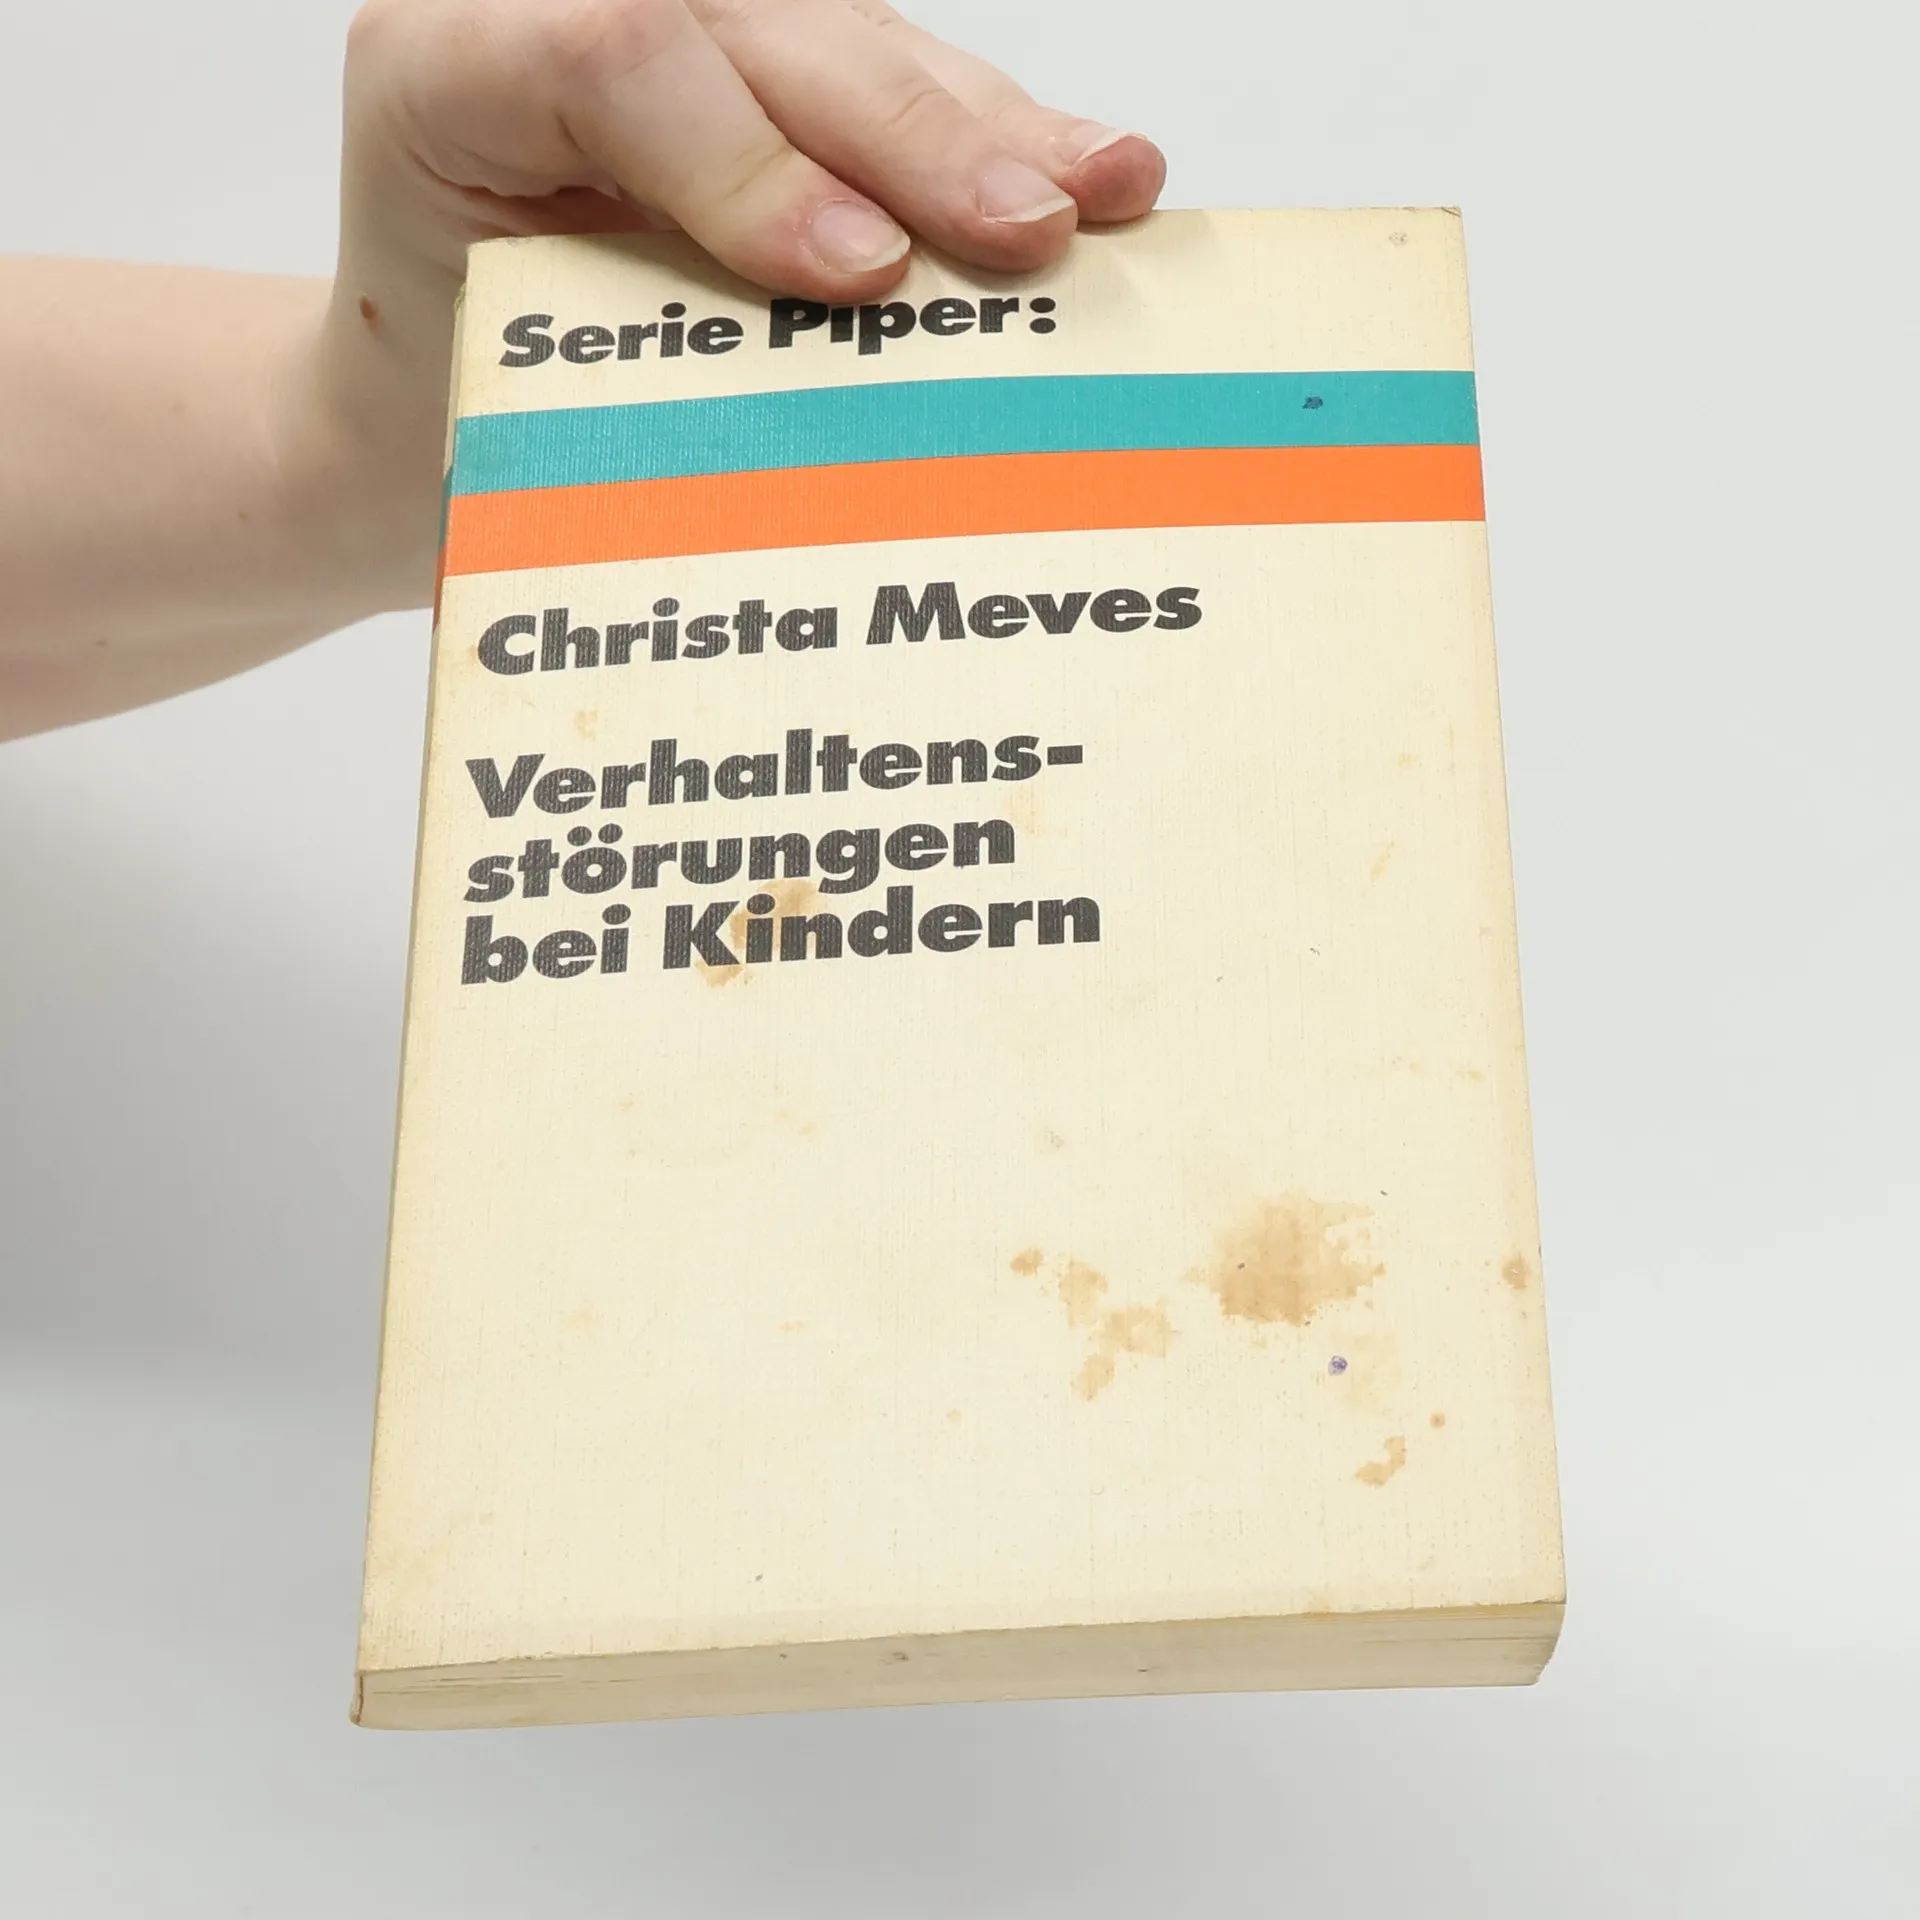 Serie Piper:
Christa Meves
Verhaltens-
störungen
bei Kindern